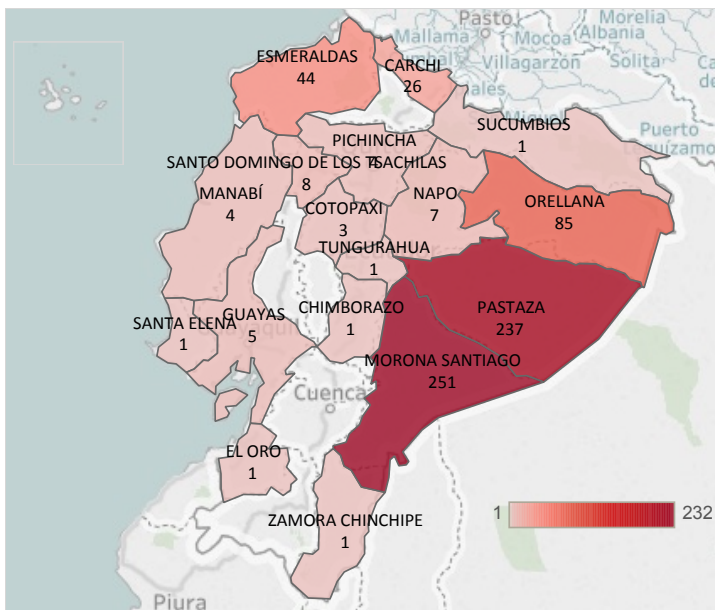 Pasto
Morelia
Mallama
Mocoa
Albania
ESMERALDAS
44
CARCHI
26
Villagarzón
Solita
SUCUMBIOS
1
Puerto
PICHINCHA
4
SANTO DOMINGO DE LOS TSACHILAS
8
MANABÍ
4
NAPO
7
ORELLANA
85
COTOPAXI
3
TUNGURAHUA
1
GUAYAS
5
SANTA ELENA
1
CHIMBORAZO
1
PASTAZA
237
MORONA SANTIAGO
251
Cuenca
EL ORO
1
ZAMORA CHINCHIPE
1
1
232
Piura